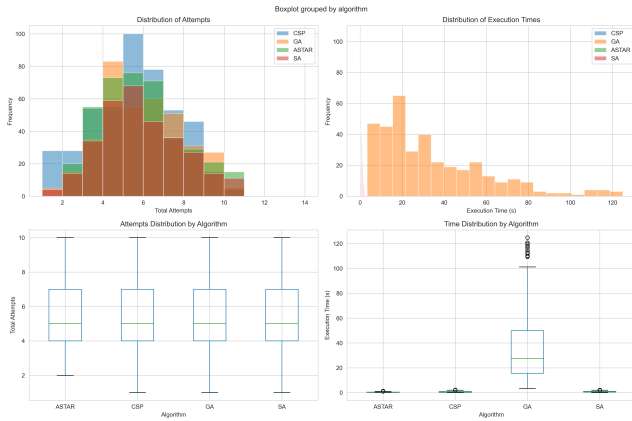 Boxplot grouped by algorithm
Distribution of Attempts
Frequency
100
80
60
40
20
0
4 6 8 10 12 14
Total Attempts
CSP
GA
ASTAR
SA
Distribution of Execution Times
Frequency
100
80
60
40
20
0
0 20 40 60 80 100 120
Execution Time (s)
CSP
GA
ASTAR
SA
Attempts Distribution by Algorithm
Total Attempts
10
8
6
4
2
ASTAR CSP GA SA
Algorithm
Time Distribution by Algorithm
Execution Time (s)
120
100
80
60
40
20
0
ASTAR CSP GA SA
Algorithm